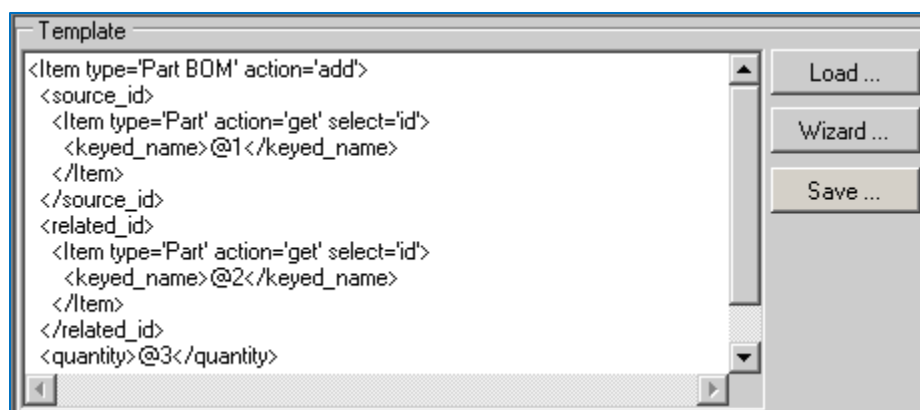 Template
<Item type='Part BOM' action='add'>
<source_id>
<Item type='Part' action='get' select='id'>
<keyed_name>@1</keyed_name>
</Item>
</source_id>
<related_id>
<Item type='Part' action='get' select='id'>
<keyed_name>@2</keyed_name>
</Item>
</related_id>
<quantity>@3</quantity>
Load ...
Wizard ...
Save ...